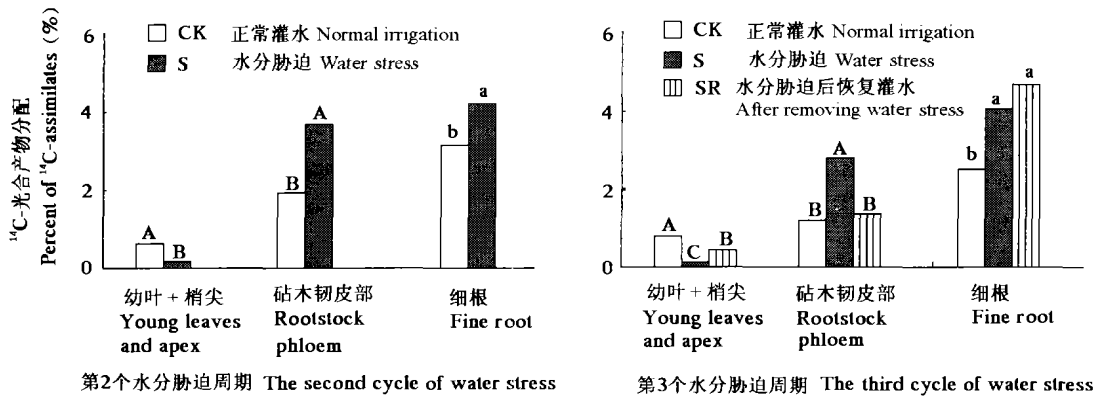 ¹⁴C-光合产物分配
Percent of ¹⁴C-assimilates (%)
6
4
2
0
CK 正常灌水 Normal irrigation
S 水分胁迫 Water stress
A
B
B
A
b
a
幼叶 + 梢尖
Young leaves
and apex
砧木韧皮部
Rootstock
phloem
细根
Fine root
第2个水分胁迫周期 The second cycle of water stress
6
4
2
0
CK 正常灌水 Normal irrigation
S 水分胁迫 Water stress
SR 水分胁迫后恢复灌水
After removing water stress
A
C
B
B
A
B
b
a
a
幼叶 + 梢尖
Young leaves
and apex
砧木韧皮部
Rootstock
phloem
细根
Fine root
第3个水分胁迫周期 The third cycle of water stress